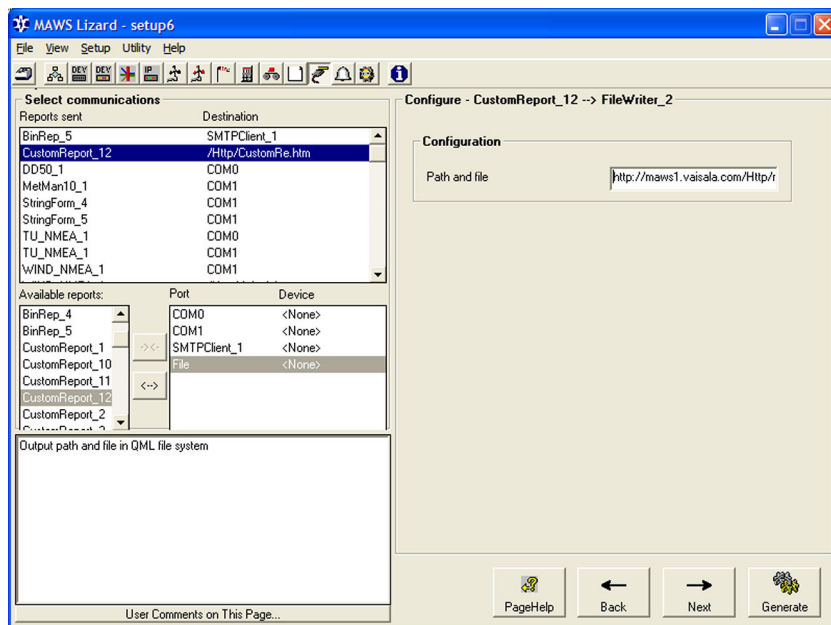 MAWS Lizard - setup6
File View Setup Utility Help
Select communications
Reports sent Destination
BinRep_5 SMTPClient_1
CustomReport_12 /Http/CustomRe.htm
DD50_1 COM0
MetMan10_1 COM1
StringForm_4 COM1
StringForm_5 COM1
TU_NMEA_1 COM0
TU_NMEA_1 COM1
WIND_NMEA_1 COM1
Available reports: Port Device
BinRep_4
BinRep_5
CustomReport_1
CustomReport_10
CustomReport_11
CustomReport_12
CustomReport_2
->X<-
<-->
COM0 <None>
COM1 <None>
SMTPClient_1 <None>
File <None>
Output path and file in QML file system
User Comments on This Page...
Configure - CustomReport_12 --> FileWriter_2
Configuration
Path and file http://maws1.vaisala.com/Http/r
PageHelp Back Next Generate